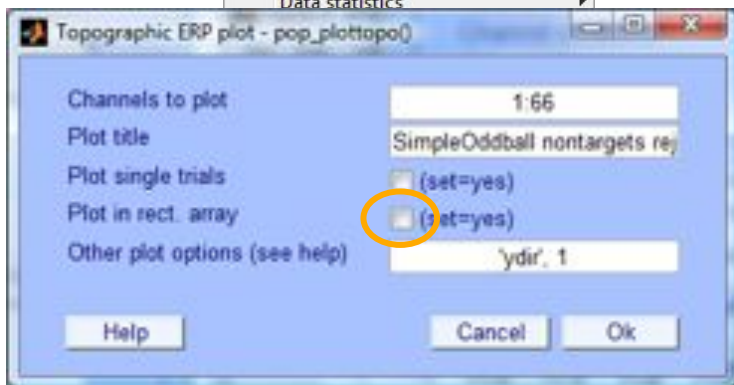 Data statistics
Topographic ERP plot - pop_plottopo()
Channels to plot 1:66
Plot title SimpleOddball nontargets rej
Plot single trials (set=yes)
Plot in rect. array (set=yes)
Other plot options (see help) 'ydir', 1
Help Cancel Ok